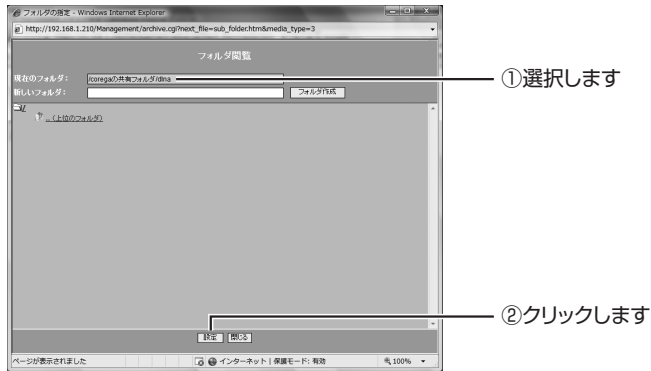 フォルダの指定 - Windows Internet Explorer
http://192.168.1.210/Management/archive.cgi?next_file=sub_folder.htm&media_type=3
フォルダ閲覧
現在のフォルダ: /coregaの共有フォルダ/dlna
①選択します
新しいフォルダ: フォルダ作成
/
..(上位のフォルダ)
②クリックします
設定 閉じる
ページが表示されました インターネット | 保護モード: 有効 100%